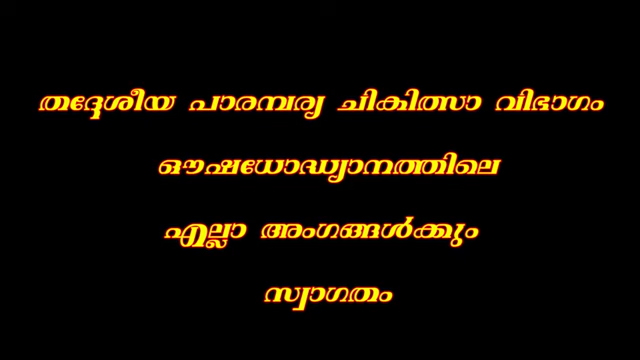 തദ്ദേശീയ പാരമ്പര്യ ചികിത്സാ വിഭാഗം
ഔഷധോദ്ധ്യാനത്തിലെ
എല്ലാ അംഗങ്ങൾക്കും
സ്വാഗതം